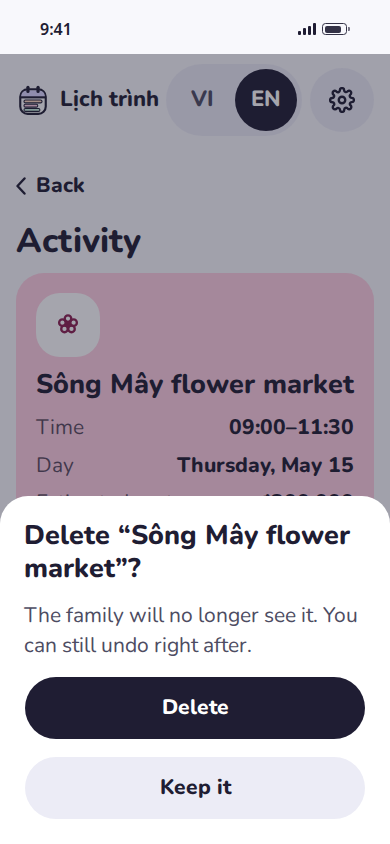 9:41
Lịch trình
VI
EN
Back
Activity
Sông Mây flower market
Time
09:00–11:30
Day
Thursday, May 15
Delete “Sông Mây flower
market”?
The family will no longer see it. You
can still undo right after.
Delete
Keep it